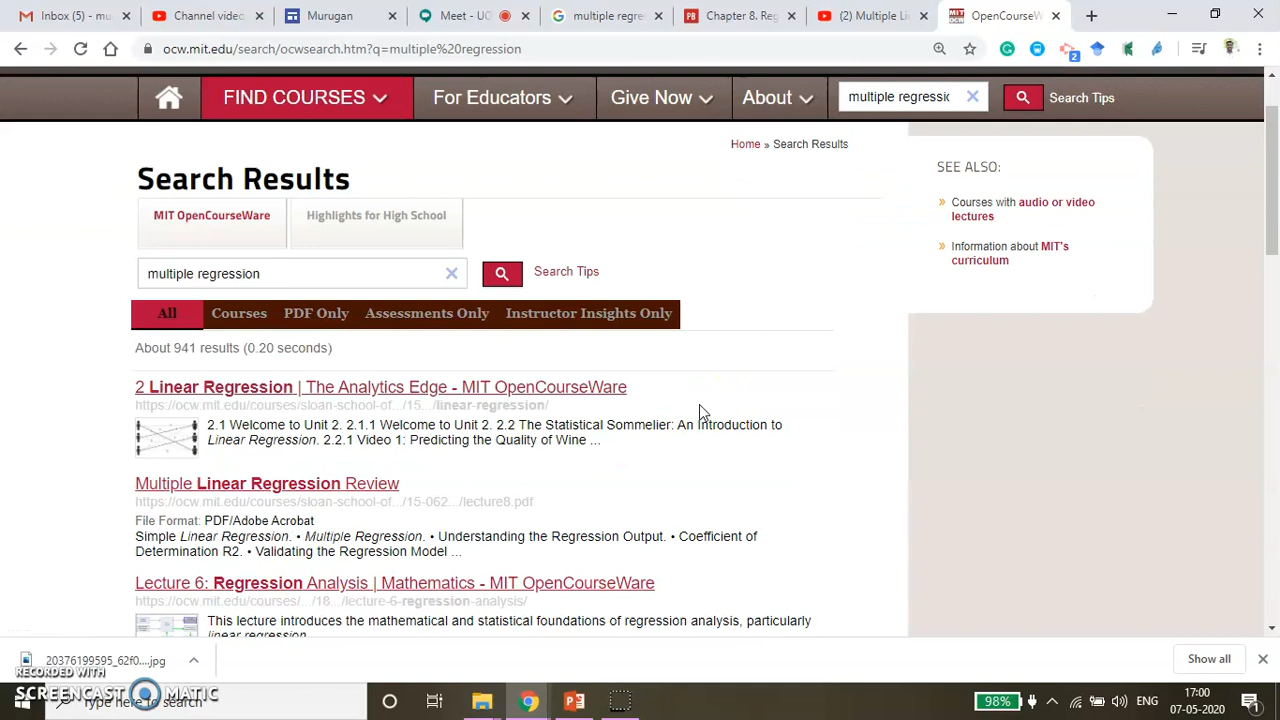 Inbox (5) - mu
Channel video
Murugan
Meet - UG
multiple regre
Chapter 8. Reg
(2) Multiple Li
OpenCourseW
ocw.mit.edu/search/ocwsearch.htm?q=multiple%20regression
2
FIND COURSES
For Educators
Give Now
About
multiple regressic
Search Tips
Home » Search Results
Search Results
SEE ALSO:
» Courses with audio or video
lectures
» Information about MIT's
curriculum
MIT OpenCourseWare
Highlights for High School
multiple regression
Search Tips
All
Courses
PDF Only
Assessments Only
Instructor Insights Only
About 941 results (0.20 seconds)
2 Linear Regression | The Analytics Edge - MIT OpenCourseWare
https://ocw.mit.edu/courses/sloan-school-of.../15.../linear-regression/
2.1 Welcome to Unit 2. 2.1.1 Welcome to Unit 2. 2.2 The Statistical Sommelier: An Introduction to
Linear Regression. 2.2.1 Video 1: Predicting the Quality of Wine ...
Multiple Linear Regression Review
https://ocw.mit.edu/courses/sloan-school-of.../15-062.../lecture8.pdf
File Format: PDF/Adobe Acrobat
Simple Linear Regression. • Multiple Regression. • Understanding the Regression Output. • Coefficient of
Determination R2. • Validating the Regression Model ...
Lecture 6: Regression Analysis | Mathematics - MIT OpenCourseWare
https://ocw.mit.edu/courses/.../18.../lecture-6-regression-analysis/
This lecture introduces the mathematical and statistical foundations of regression analysis, particularly
linear regression.
20376199595_62f0....jpg
Show all
RECORDED WITH
SCREENCAST MATIC
Type here to search
98%
ENG
17:00
07-05-2020
1